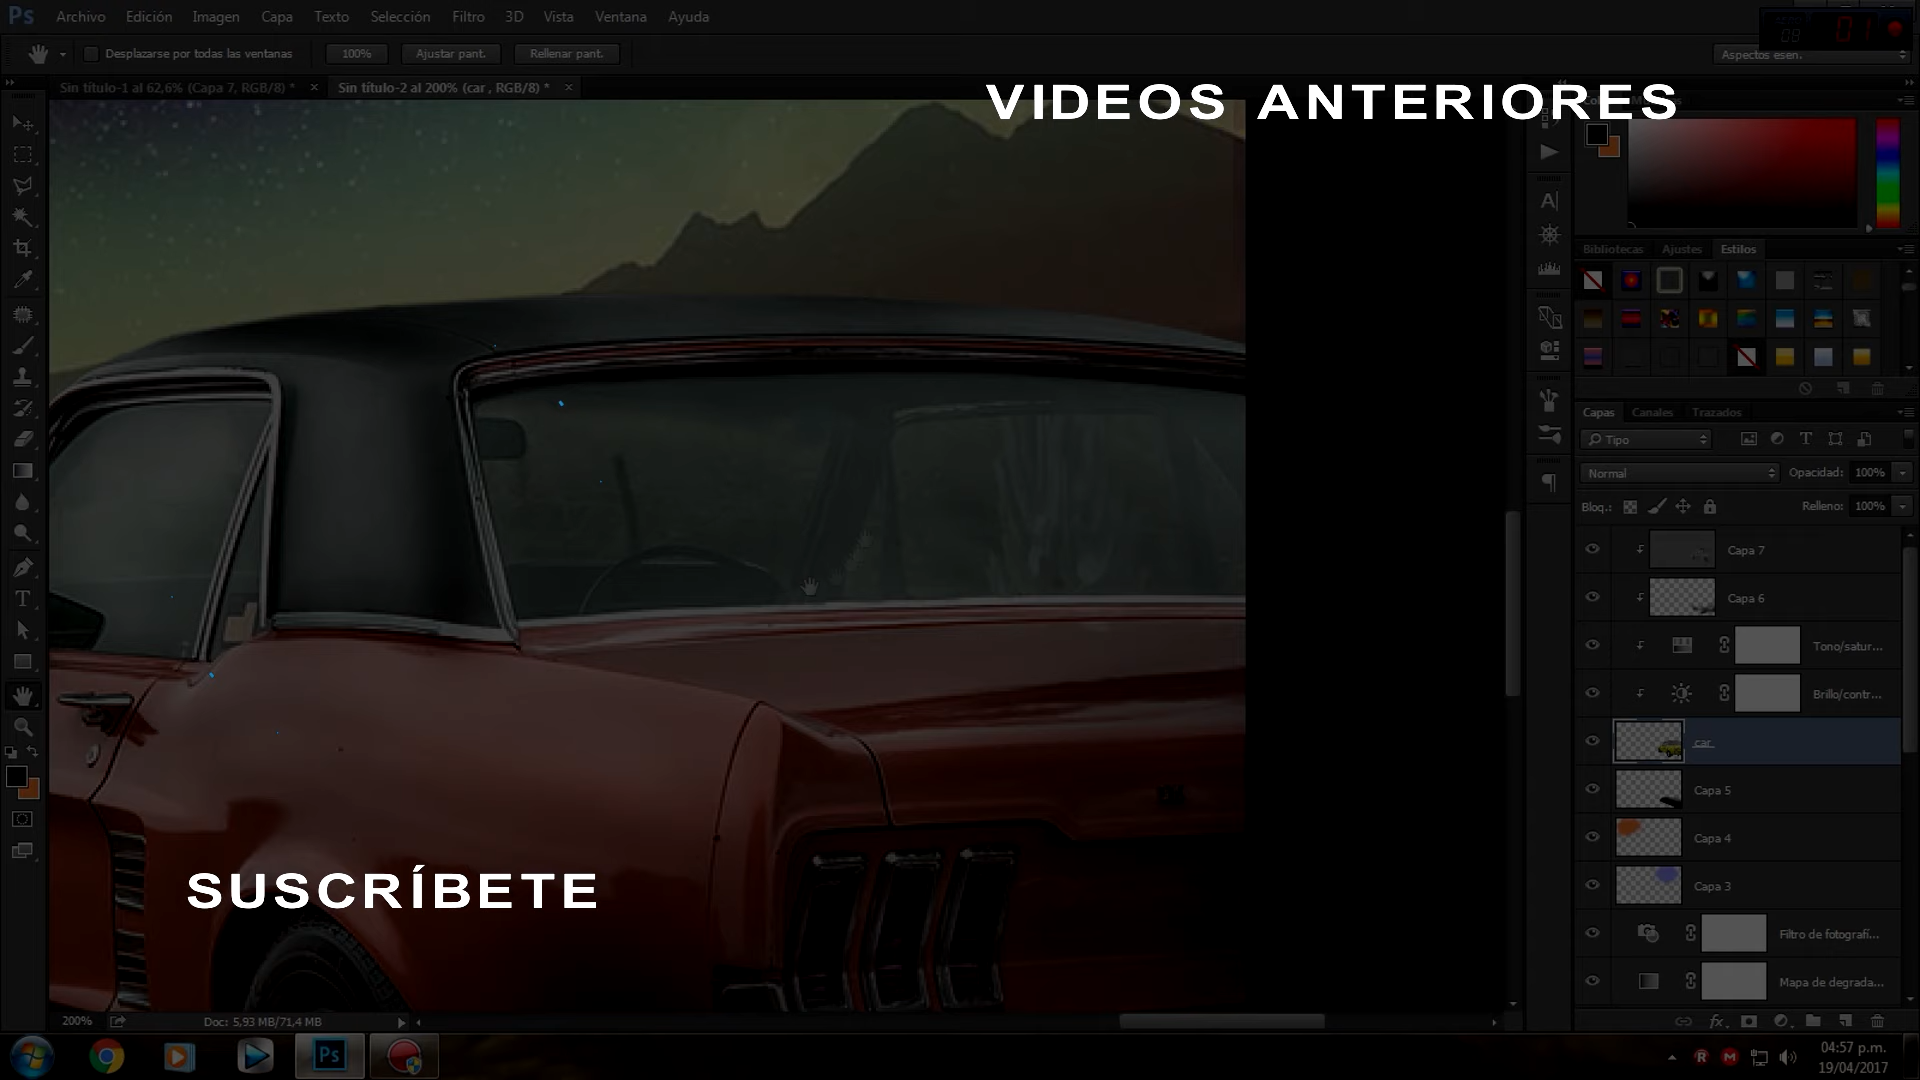 Ps Archivo Edición Imagen Capa Texto Selección Filtro 3D Vista Ventana Ayuda
Desplazarse por todas las ventanas 100% Ajustar pant. Rellenar pant.
08 01
Aspectos esen.
Sin título-1 al 62,6% (Capa 7, RGB/8) * × Sin título-2 al 200% (car, RGB/8) * ×
VIDEOS ANTERIORES
Bibliotecas Ajustes Estilos
Capas Canales Trazados
Tipo
Normal Opacidad: 100%
Bloq.: Relleno: 100%
Capa 7
Capa 6
Tono/satur...
Brillo/contr...
car
Capa 5
Capa 4
Capa 3
Filtro de fotografí...
Mapa de degrada...
SUSCRÍBETE
200% Doc: 5,93 MB/71,4 MB
fx
Ps
04:57 p.m.
19/04/2017